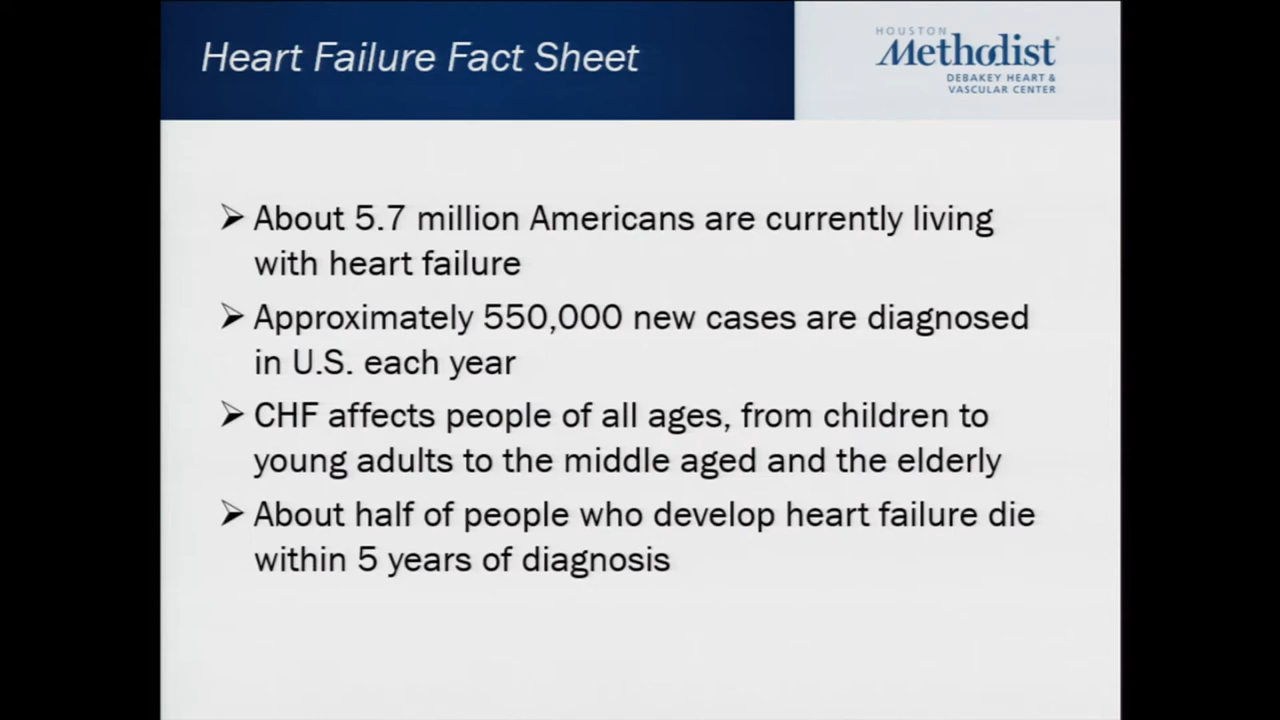 Heart Failure Fact Sheet
HOUSTON
Methodist®
DEBAKEY HEART &
VASCULAR CENTER
➢ About 5.7 million Americans are currently living
with heart failure
➢ Approximately 550,000 new cases are diagnosed
in U.S. each year
➢ CHF affects people of all ages, from children to
young adults to the middle aged and the elderly
➢ About half of people who develop heart failure die
within 5 years of diagnosis